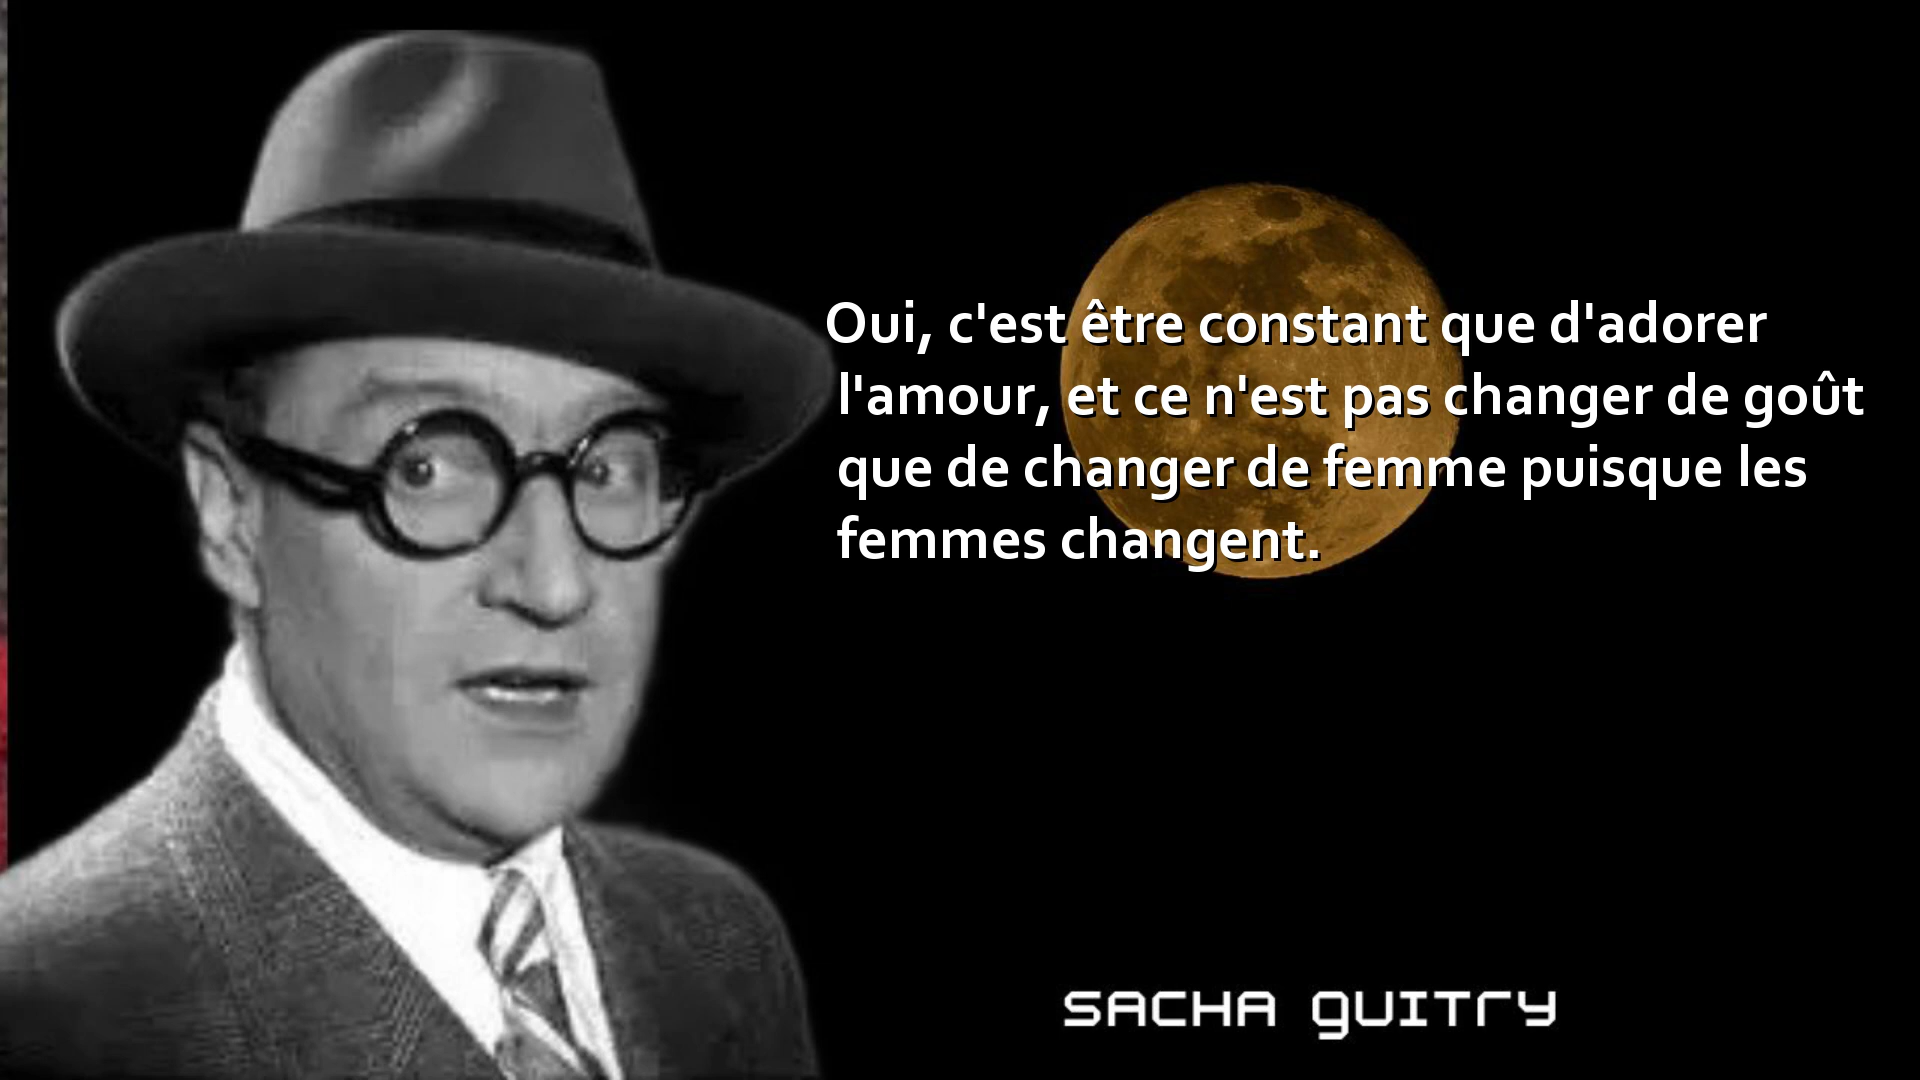 Oui, c'est être constant que d'adorer
l'amour, et ce n'est pas changer de goût
que de changer de femme puisque les
femmes changent.
SACHA GUITRY